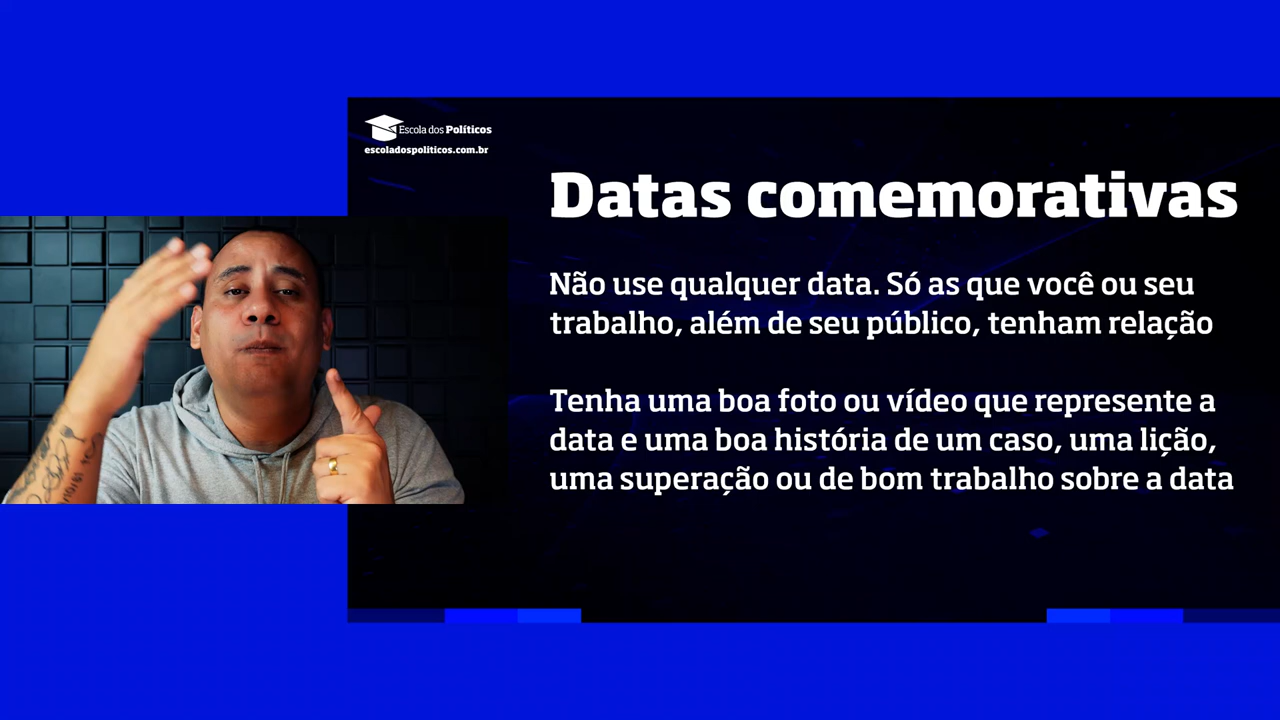 Escola dos Políticos
escoladospoliticos.com.br
Datas comemorativas
Não use qualquer data. Só as que você ou seu
trabalho, além de seu público, tenham relação
Tenha uma boa foto ou vídeo que represente a
data e uma boa história de um caso, uma lição,
uma superação ou de bom trabalho sobre a data